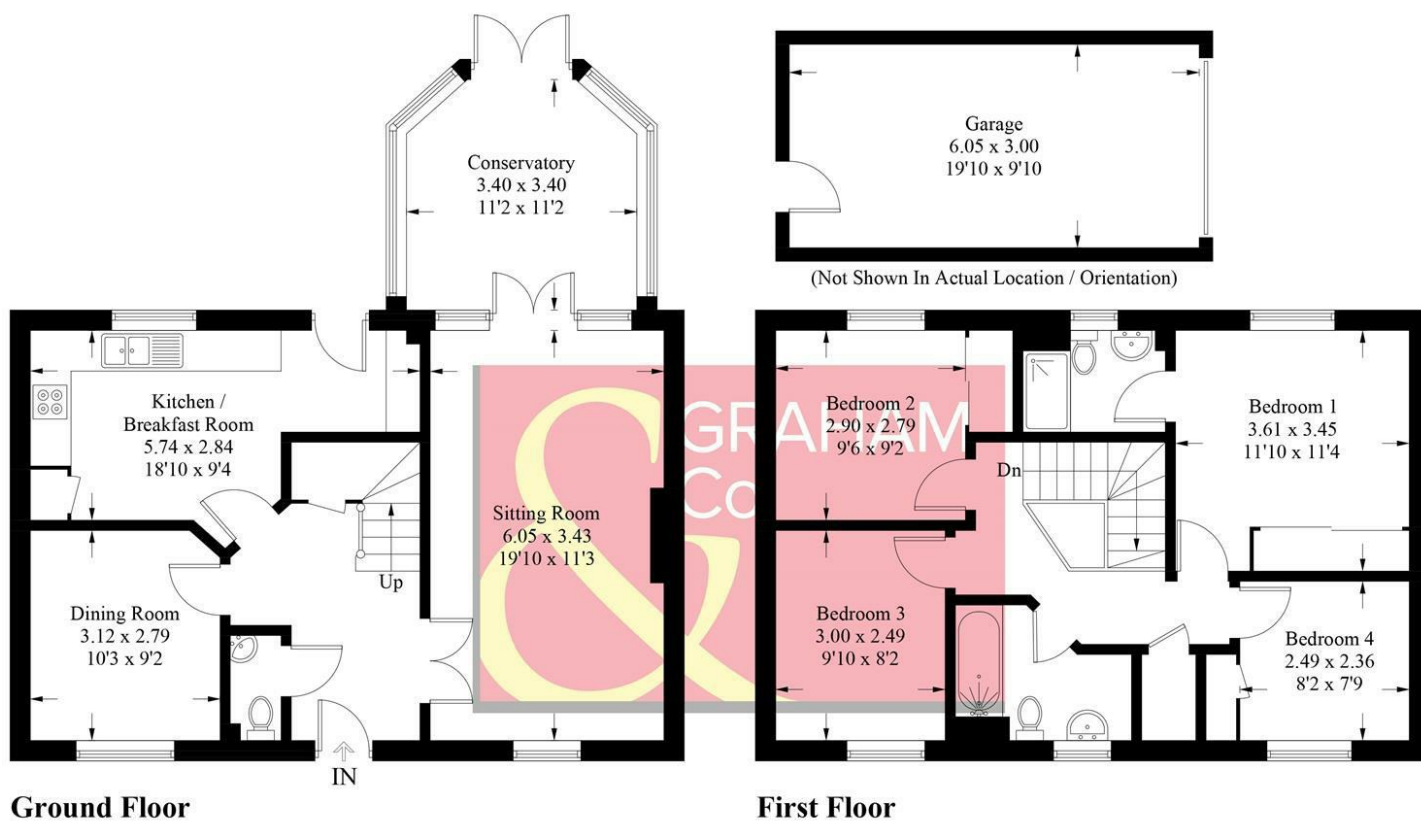 Conservatory
3.40 x 3.40
11'2 x 11'2
Garage
6.05 x 3.00
19'10 x 9'10
(Not Shown In Actual Location / Orientation)
Kitchen /
Breakfast Room
5.74 x 2.84
18'10 x 9'4
Sitting Room
6.05 x 3.43
19'10 x 11'3
Up
Dining Room
3.12 x 2.79
10'3 x 9'2
IN
Ground Floor
& GRAHAM
Co
Bedroom 2
2.90 x 2.79
9'6 x 9'2
Dn
Bedroom 1
3.61 x 3.45
11'10 x 11'4
Bedroom 3
3.00 x 2.49
9'10 x 8'2
Bedroom 4
2.49 x 2.36
8'2 x 7'9
First Floor